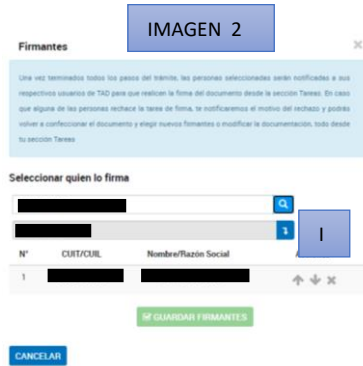 IMAGEN 2
Firmantes
Una vez terminados todos los pasos del trámite, las personas seleccionadas serán notificadas a sus
respectivos usuarios de TAD para que realicen la firma del documento desde la sección Tareas. En caso
que alguna de las personas rechace la tarea de firma, te notificaremos el motivo del rechazo y podrás
volver a confeccionar el documento y elegir nuevos firmantes o modificar la documentación, todo desde
tu sección Tareas
Seleccionar quien lo firma
I
N° CUIT/CUIL Nombre/Razón Social
1
GUARDAR FIRMANTES
CANCELAR